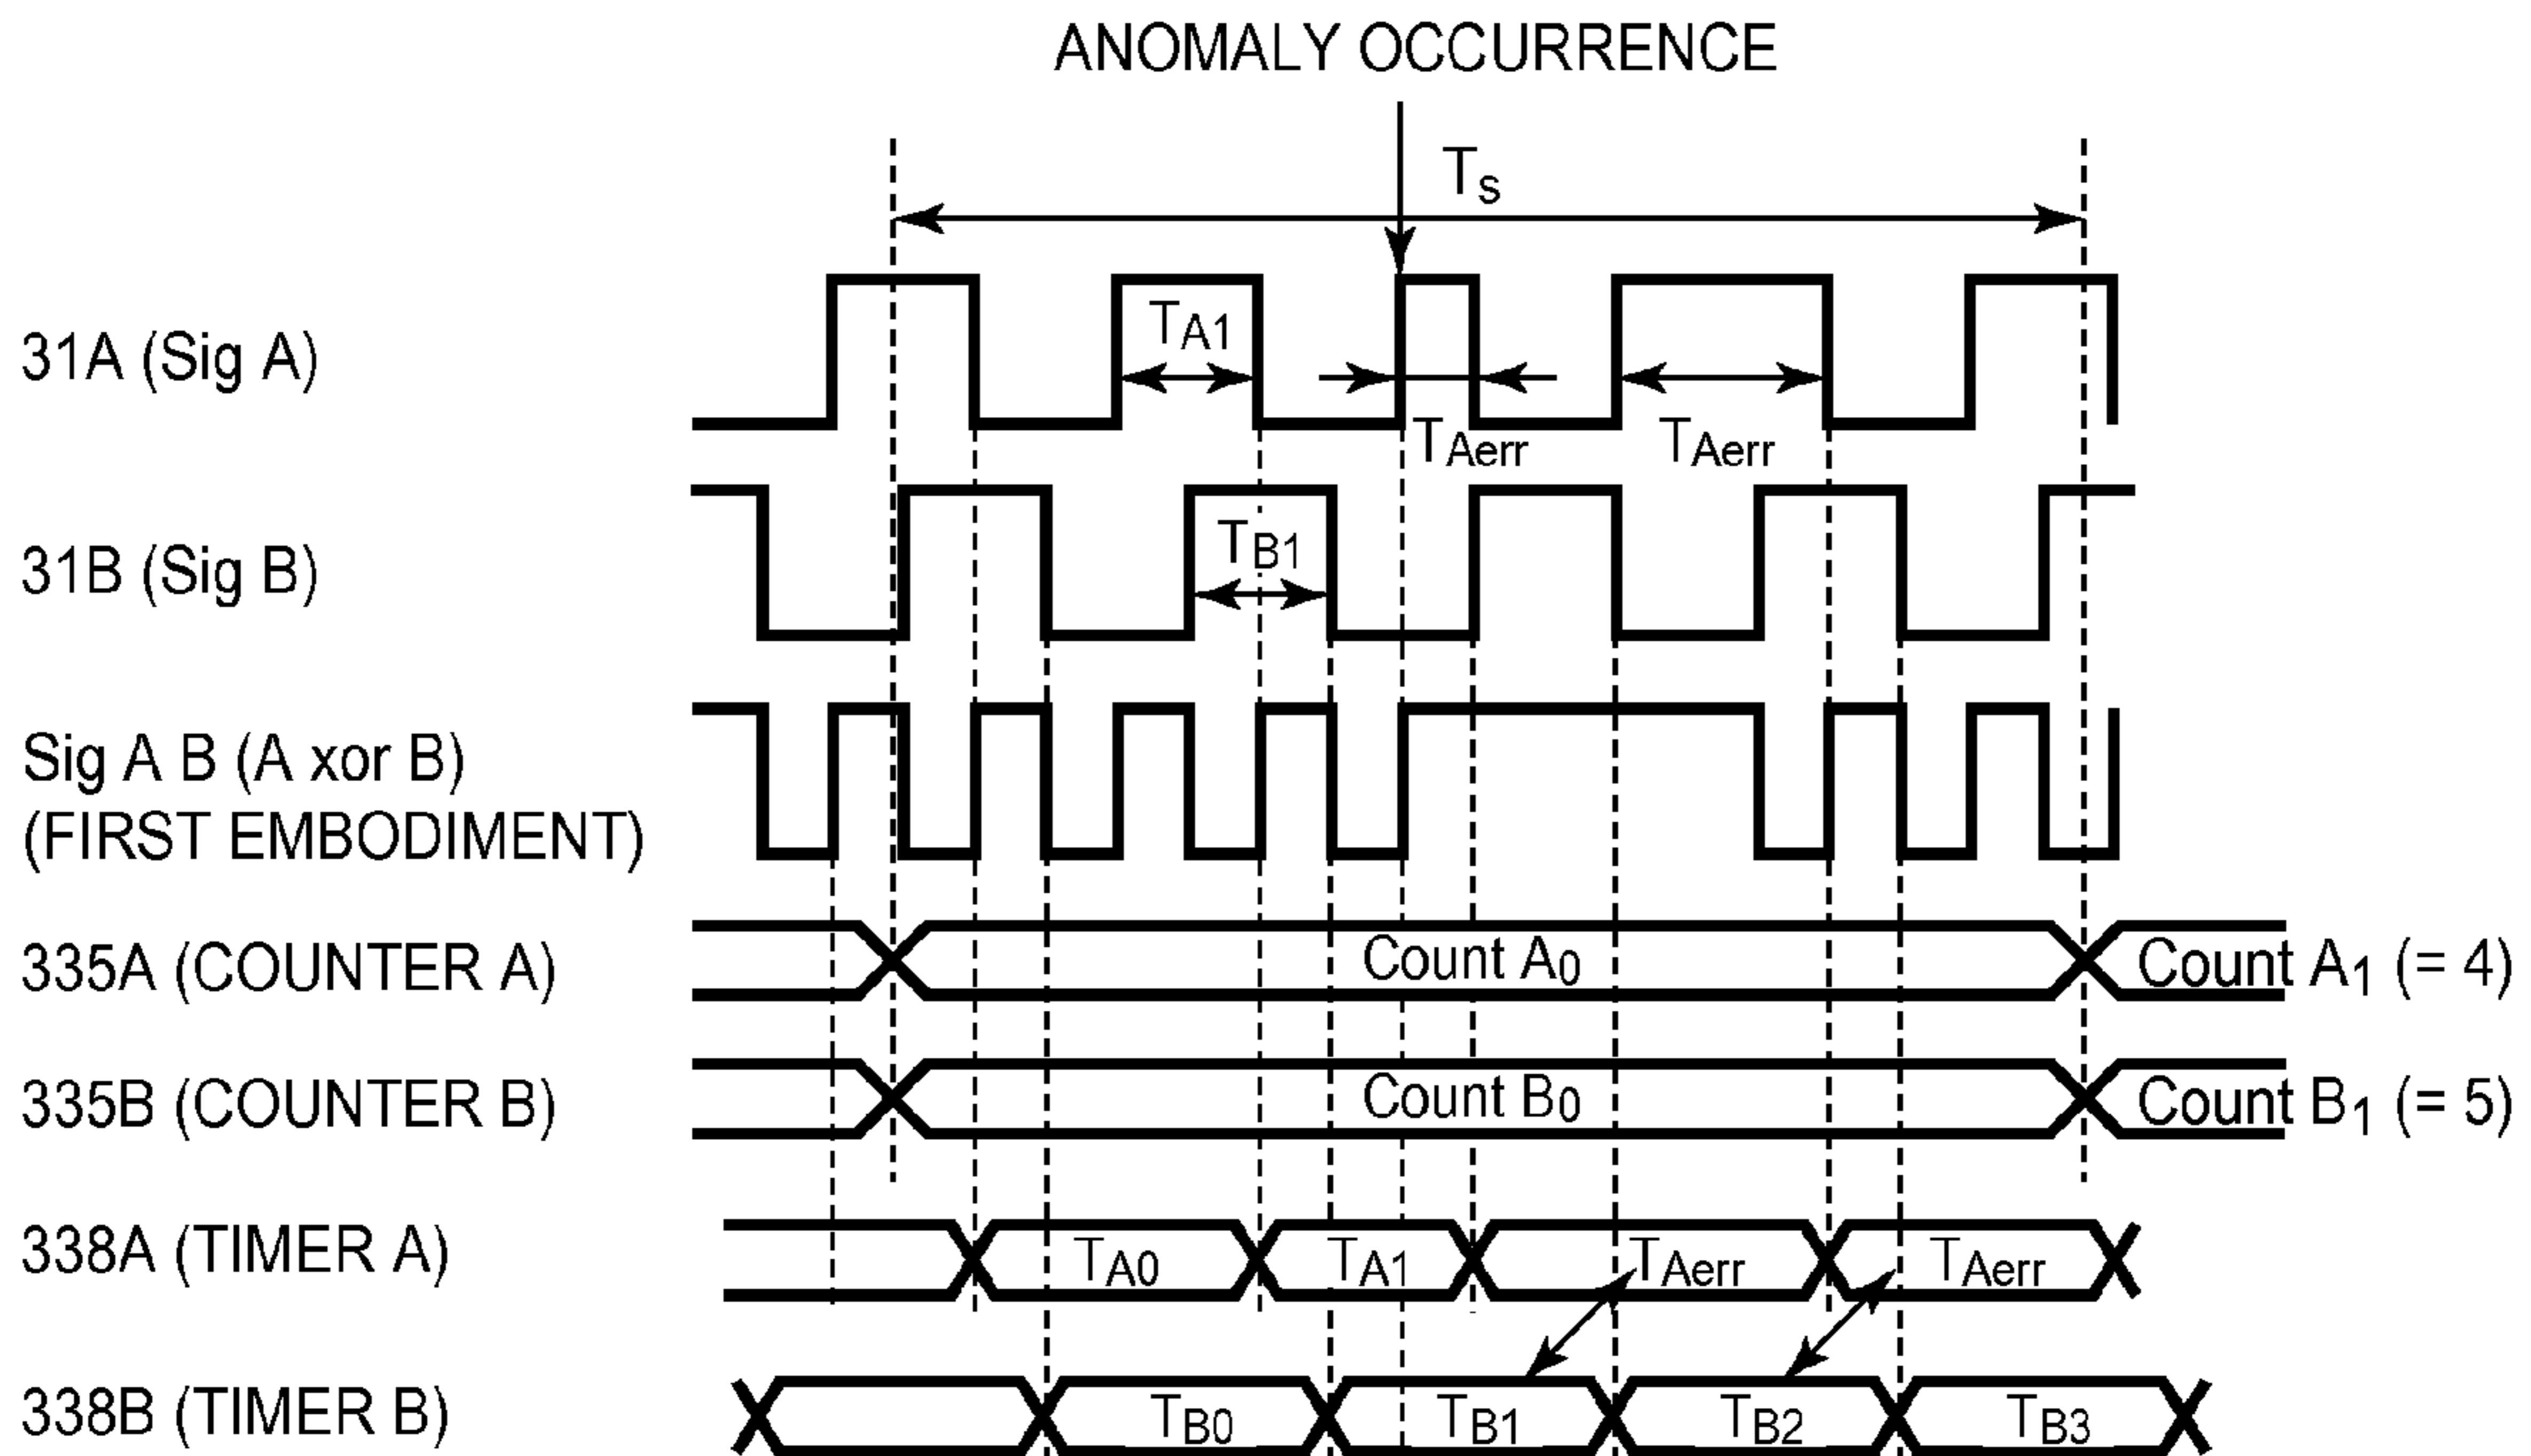 ANOMALY OCCURRENCE
Ts
31A (Sig A)
TA1
TAerr
TAerr
31B (Sig B)
TB1
Sig A B (A xor B)
(FIRST EMBODIMENT)
335A (COUNTER A)
Count A0
Count A1 (= 4)
335B (COUNTER B)
Count B0
Count B1 (= 5)
338A (TIMER A)
TA0
TA1
TAerr
TAerr
338B (TIMER B)
TB0
TB1
TB2
TB3